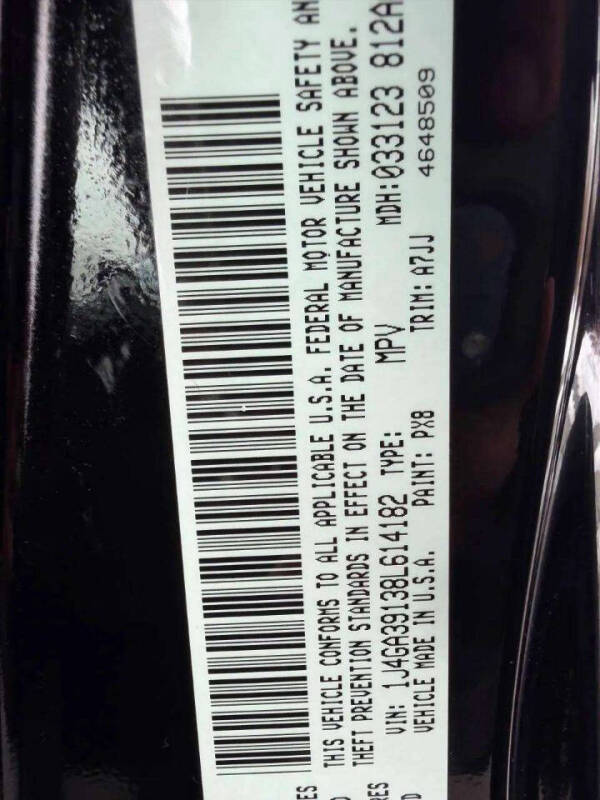 ES THIS VEHICLE CONFORMS TO ALL APPLICABLE U.S.A. FEDERAL MOTOR VEHICLE SAFETY AN
THEFT PREVENTION STANDARDS IN EFFECT ON THE DATE OF MANUFACTURE SHOWN ABOVE.
RES VIN: 1J4GA39138L614182 TYPE: MPV MDH:033123 812A
D VEHICLE MADE IN U.S.A. PAINT: PX8 TRIM: A7JJ 4648509